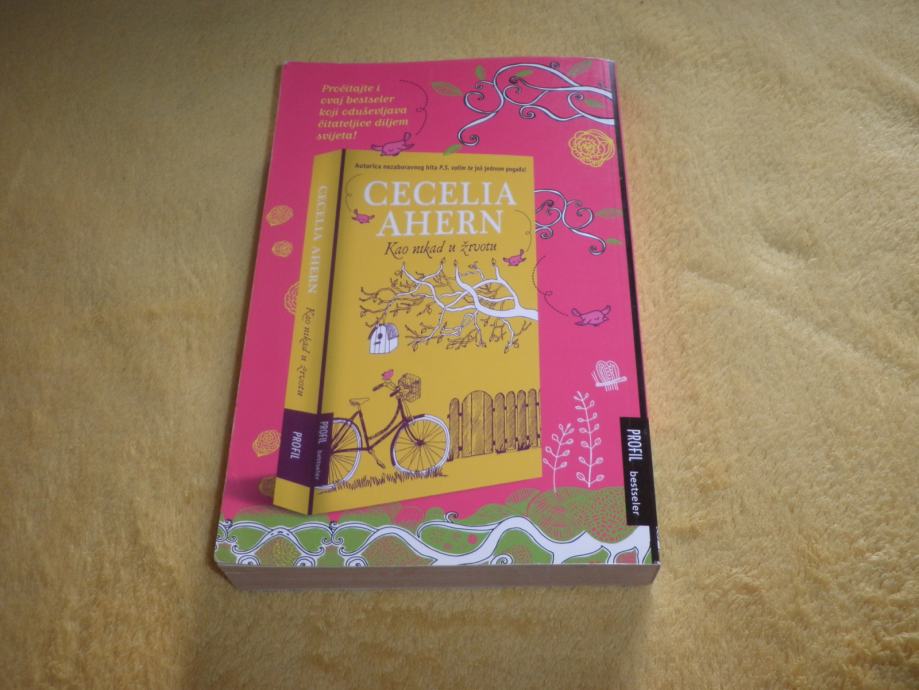 Pročitajte i
ovaj bestseler
koji oduševljava
čitateljice diljem
svijeta!
Autorica nezaboravnog hita P.S. volim te još jednom pogađa!
CECELIA
AHERN
Kao nikad u životu
CECELIA AHERN
Kao nikad u životu
PROFIL
PROFIL
bestseler
PROFIL
bestseler